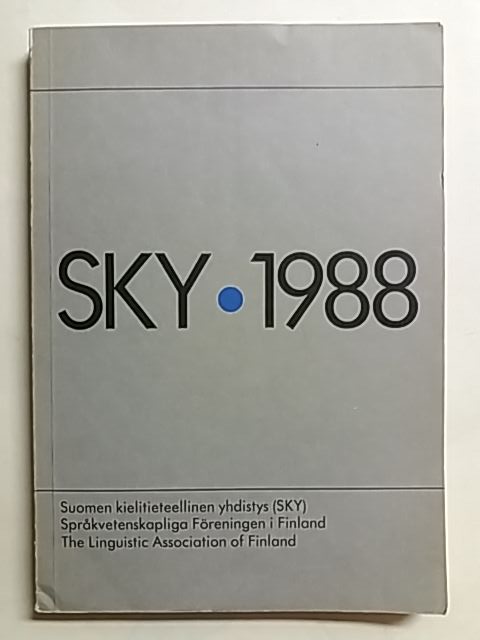 SKY • 1988
Suomen kielitieteellinen yhdistys (SKY)
Språkvetenskapliga Föreningen i Finland
The Linguistic Association of Finland